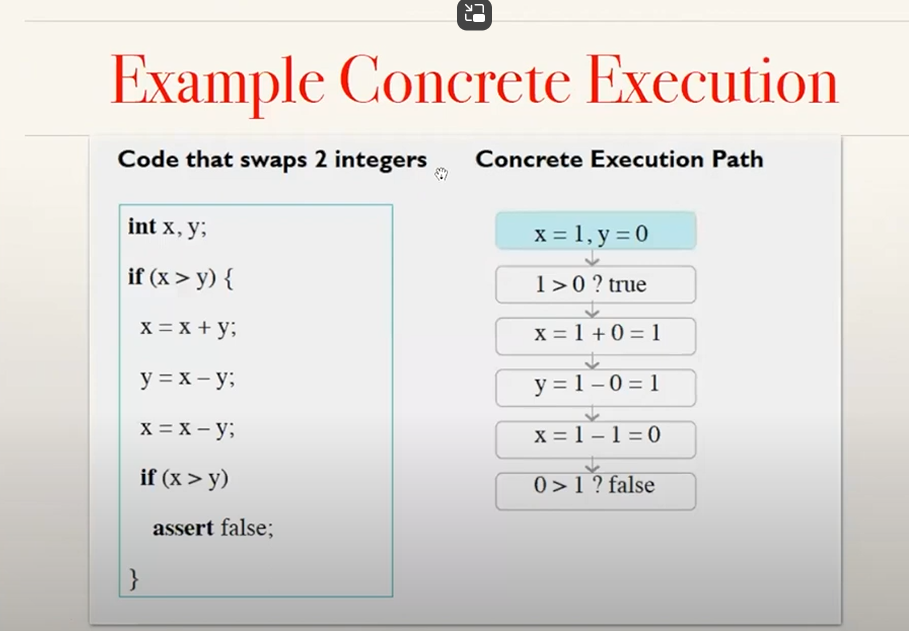 Example Concrete Execution
Code that swaps 2 integers
int x, y;
if (x > y) {
x = x + y;
y = x – y;
x = x – y;
if (x > y)
assert false;
}
Concrete Execution Path
x = 1, y = 0
1 > 0 ? true
x = 1 + 0 = 1
y = 1 – 0 = 1
x = 1 – 1 = 0
0 > 1 ? false